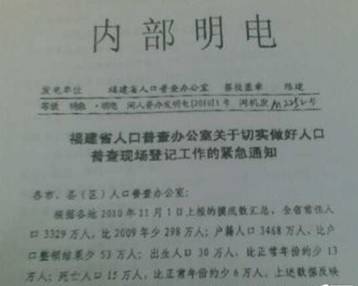 内部明电
发电单位 福建省人口普查办公室 签批盖章 陈建
等级 特急·明电 闽人普办发明电[2010]1号 闽机发
福建省人口普查办公室关于切实做好人口
普查现场登记工作的紧急通知
各市、县(区)人口普查办公室:
根据各地2010年11月1日上报的摸底数汇总,全省常住人
口3329万人,比2009年少298万人;户籍人口3468万人,比户
口整顿结果少53万人;出生人口30万人,比正常年份约少13
万人;死亡人口15万人,比正常年份约少6万人。上述数据反映